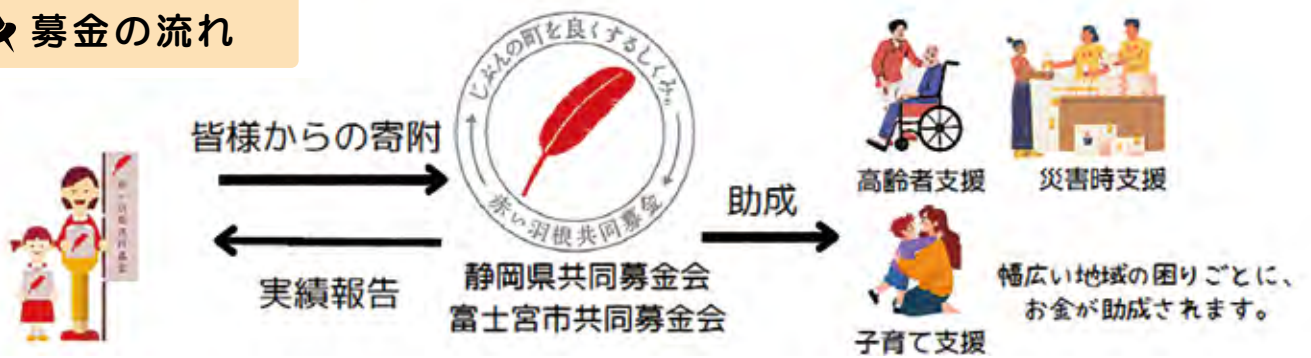 募金の流れ
皆様からの寄附
実績報告
じぶんの町を良くするしくみ。
赤い羽根共同募金
静岡県共同募金会
富士宮市共同募金会
助成
高齢者支援
災害時支援
子育て支援
幅広い地域の困りごとに、
お金が助成されます。